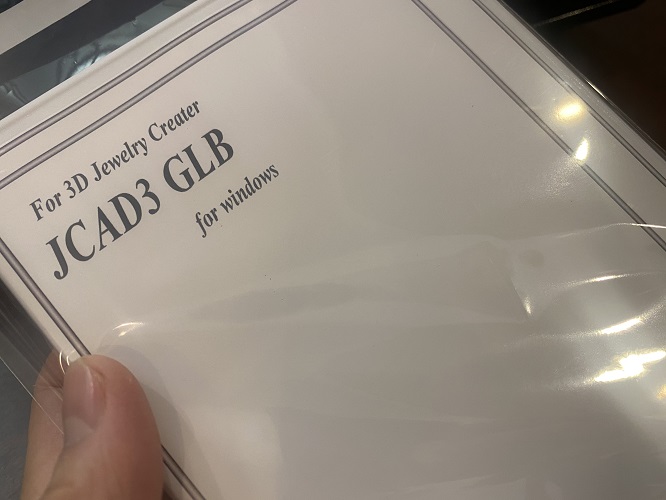 For 3D Jewelry Creater
JCAD3 GLB
for windows